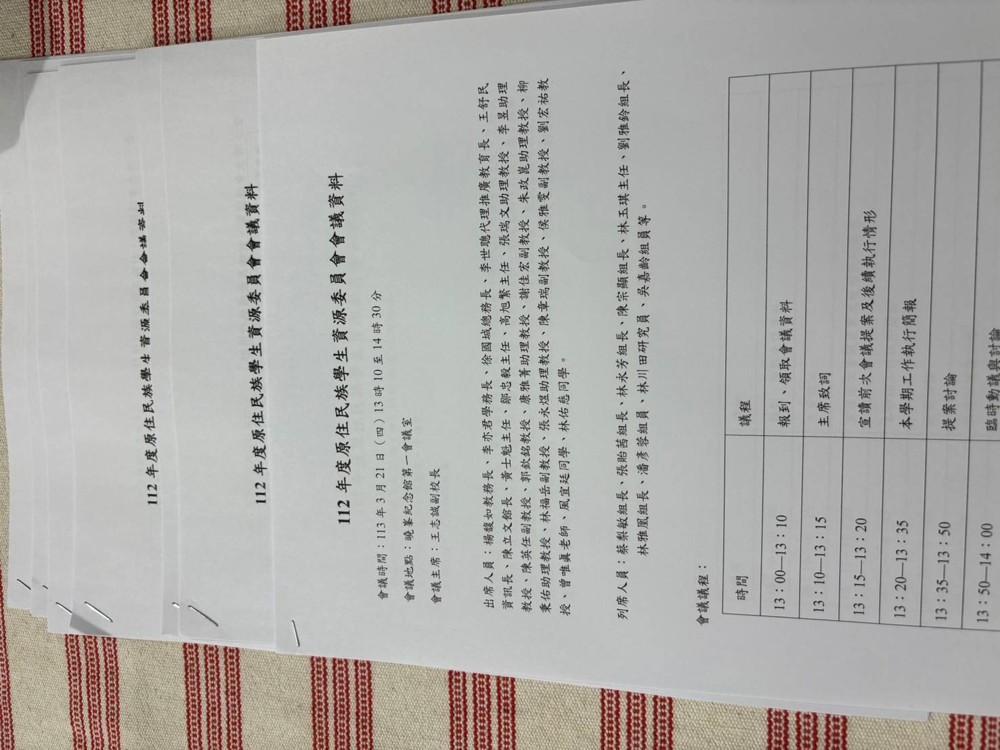 112 年度原住民族學生資源委員會會議資料
112 年度原住民族學生資源委員會會議資料
112 年度原住民族學生資源委員會會議資料
會議時間：113 年 3 月 21 日（四）13 時 10 至 14 時 30 分
會議地點：曉峯紀念館第一會議室
會議主席：王志誠副校長
出席人員：楊馥如教務長、李亦君學務長、徐國城總務長、李世聰代理推廣教育長、王舒民
資訊長、陳立文館長、黃士魁主任、鄒忠毅主任、高旭繁主任、張瑞文助理教授、李昱助理
教授、陳英任副教授、郭欽銘教授、康雅菁助理教授、謝佳宏副教授、朱政崑助理教授、柳
秉佑助理教授、林福岳副教授、張永煜助理教授、陳章瑞副教授、侯雅雯副教授、劉宏祐教
授、曾唯眞老師、風宜廷同學、林佑慈同學。
列席人員：蔡梨敏組長、張貽茜組長、林永芳組長、陳宗顯組長、林玉琪主任、劉雅鈴組長、
林雅凰組長、潘彥蓉組員、林川田研究員、吳嘉齡組員等。
會議議程：
時間 議程
13：00—13：10 報到、領取會議資料
13：10—13：15 主席致詞
13：15—13：20 宣讀前次會議提案及後續執行情形
13：20—13：35 本學期工作執行簡報
13：35—13：50 提案討論
13：50—14：00 臨時動議與討論